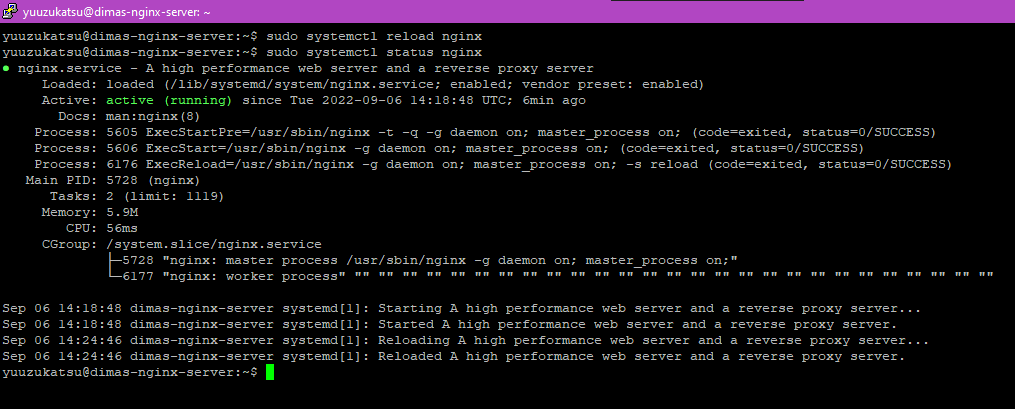 yuuzukatsu@dimas-nginx-server: ~
yuuzukatsu@dimas-nginx-server:~$ sudo systemctl reload nginx
yuuzukatsu@dimas-nginx-server:~$ sudo systemctl status nginx
● nginx.service - A high performance web server and a reverse proxy server
     Loaded: loaded (/lib/systemd/system/nginx.service; enabled; vendor preset: enabled)
     Active: active (running) since Tue 2022-09-06 14:18:48 UTC; 6min ago
       Docs: man:nginx(8)
    Process: 5605 ExecStartPre=/usr/sbin/nginx -t -q -g daemon on; master_process on; (code=exited, status=0/SUCCESS)
    Process: 5606 ExecStart=/usr/sbin/nginx -g daemon on; master_process on; (code=exited, status=0/SUCCESS)
    Process: 6176 ExecReload=/usr/sbin/nginx -g daemon on; master_process on; -s reload (code=exited, status=0/SUCCESS)
   Main PID: 5728 (nginx)
      Tasks: 2 (limit: 1119)
     Memory: 5.9M
        CPU: 56ms
     CGroup: /system.slice/nginx.service
             ├─5728 "nginx: master process /usr/sbin/nginx -g daemon on; master_process on;"
             └─6177 "nginx: worker process" "" "" "" "" "" "" "" "" "" "" "" "" "" "" "" "" "" "" "" "" "" "" "" "" "" "" ""

Sep 06 14:18:48 dimas-nginx-server systemd[1]: Starting A high performance web server and a reverse proxy server...
Sep 06 14:18:48 dimas-nginx-server systemd[1]: Started A high performance web server and a reverse proxy server.
Sep 06 14:24:46 dimas-nginx-server systemd[1]: Reloading A high performance web server and a reverse proxy server...
Sep 06 14:24:46 dimas-nginx-server systemd[1]: Reloaded A high performance web server and a reverse proxy server.
yuuzukatsu@dimas-nginx-server:~$